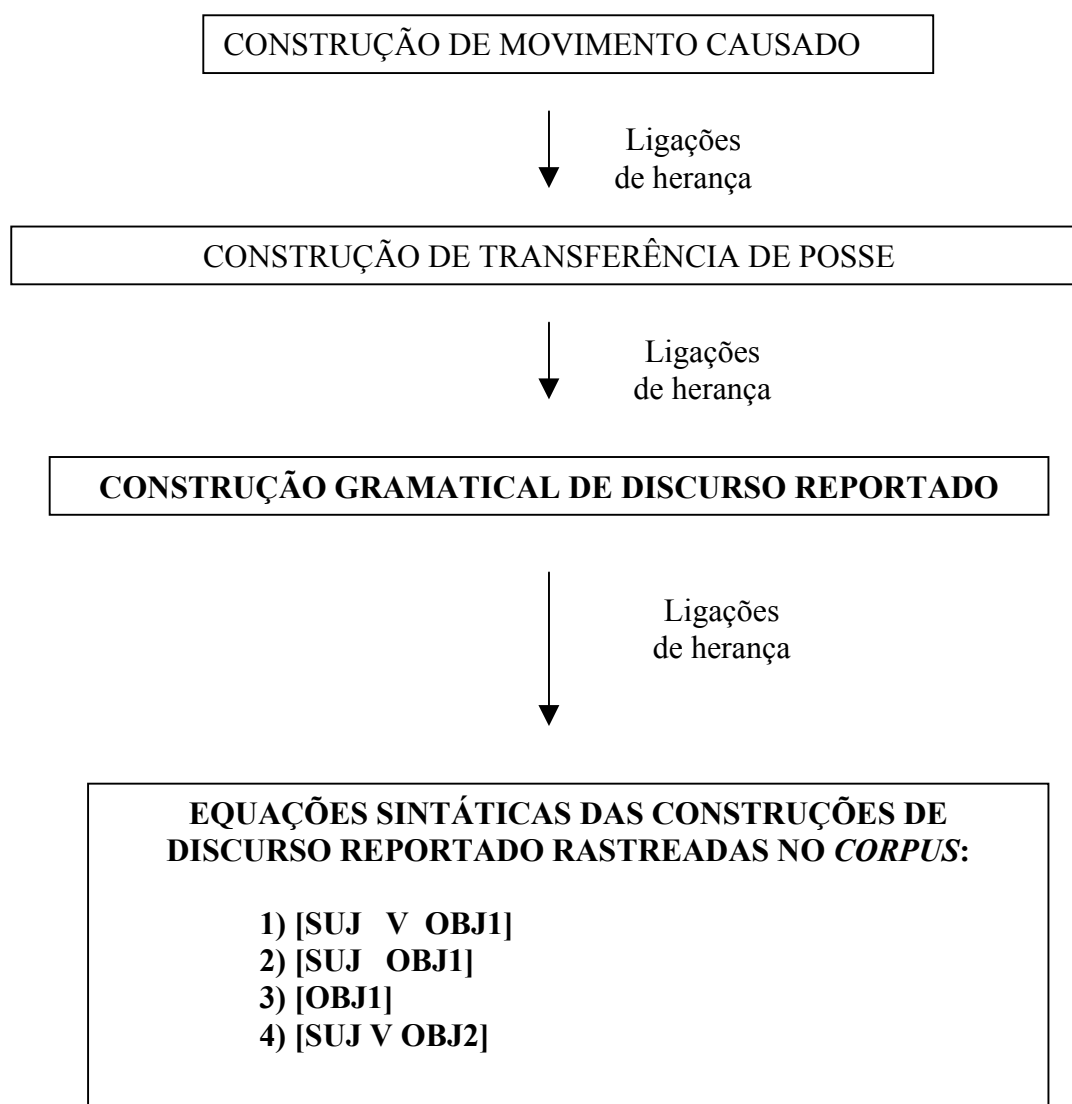 CONSTRUÇÃO DE MOVIMENTO CAUSADO
Ligações
de herança
CONSTRUÇÃO DE TRANSFERÊNCIA DE POSSE
Ligações
de herança
CONSTRUÇÃO GRAMATICAL DE DISCURSO REPORTADO
Ligações
de herança
EQUAÇÕES SINTÁTICAS DAS CONSTRUÇÕES DE
DISCURSO REPORTADO RASTREADAS NO CORPUS:
1) [SUJ V OBJ1]
2) [SUJ OBJ1]
3) [OBJ1]
4) [SUJ V OBJ2]